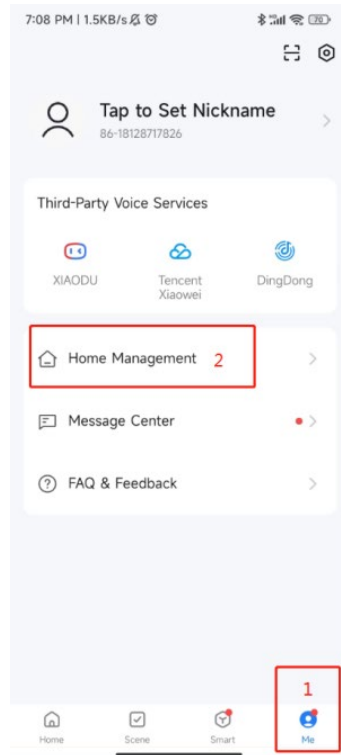 7:08 PM | 1.5KB/s
70
Tap to Set Nickname
86-18128717826
Third-Party Voice Services
XIAODU
Tencent
Xiaowei
DingDong
Home Management 2
Message Center
FAQ & Feedback
1
Home
Scene
Smart
Me